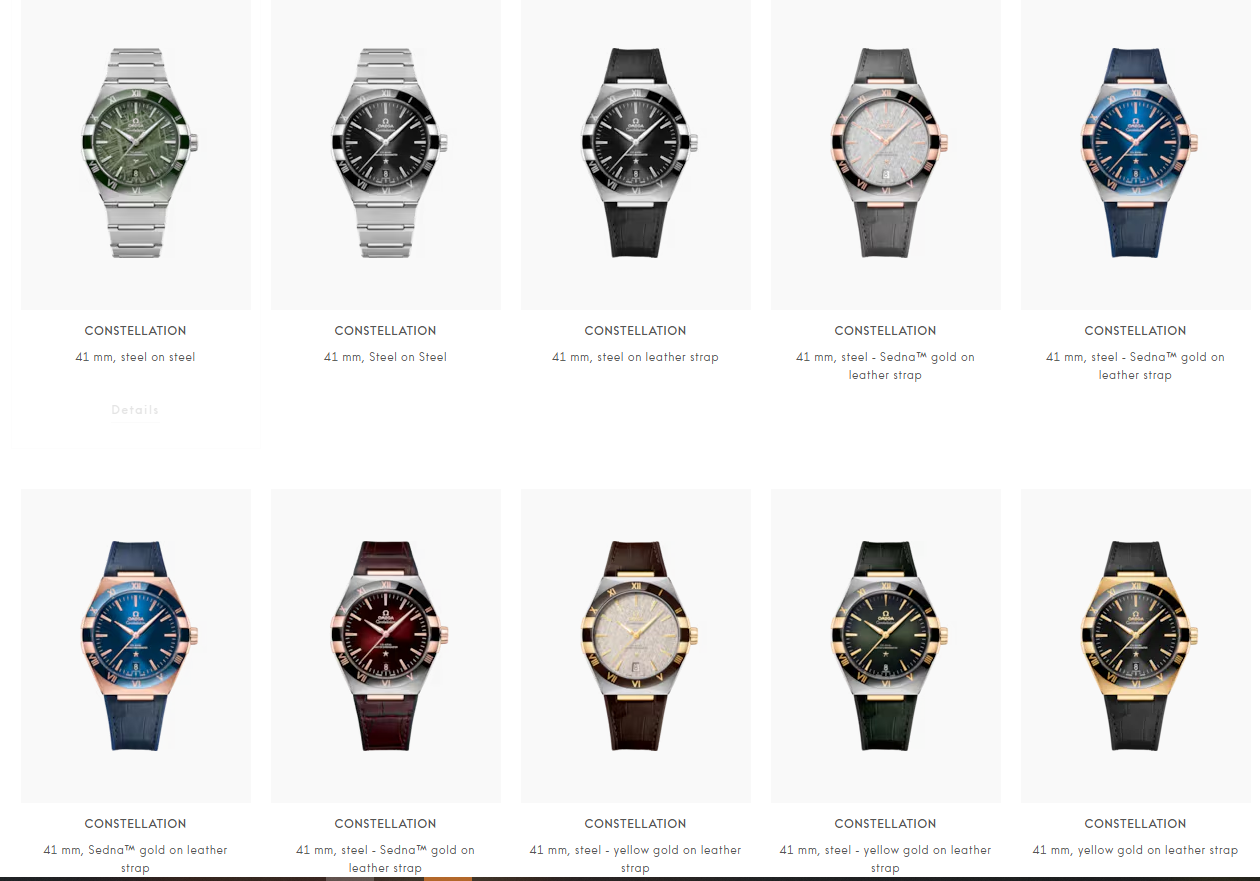 CONSTELLATION
41 mm, steel on steel
Details
CONSTELLATION
41 mm, Steel on Steel
CONSTELLATION
41 mm, steel on leather strap
CONSTELLATION
41 mm, steel - Sedna™ gold on
leather strap
CONSTELLATION
41 mm, steel - Sedna™ gold on
leather strap
CONSTELLATION
41 mm, Sedna™ gold on leather
strap
CONSTELLATION
41 mm, steel - Sedna™ gold on
leather strap
CONSTELLATION
41 mm, steel - yellow gold on leather
strap
CONSTELLATION
41 mm, steel - yellow gold on leather
strap
CONSTELLATION
41 mm, yellow gold on leather strap